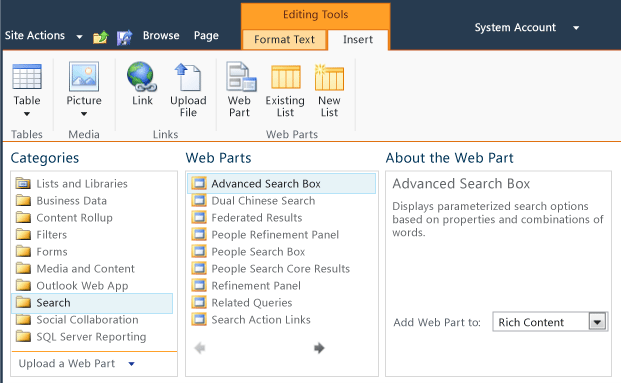 Editing Tools
Site Actions Browse Page Format Text Insert System Account
Table Picture Link Upload File Web Part Existing List New List
Tables Media Links Web Parts
Categories
Lists and Libraries
Business Data
Content Rollup
Filters
Forms
Media and Content
Outlook Web App
Search
Social Collaboration
SQL Server Reporting
Upload a Web Part
Web Parts
Advanced Search Box
Dual Chinese Search
Federated Results
People Refinement Panel
People Search Box
People Search Core Results
Refinement Panel
Related Queries
Search Action Links
About the Web Part
Advanced Search Box
Displays parameterized search options
based on properties and combinations of
words.
Add Web Part to: Rich Content